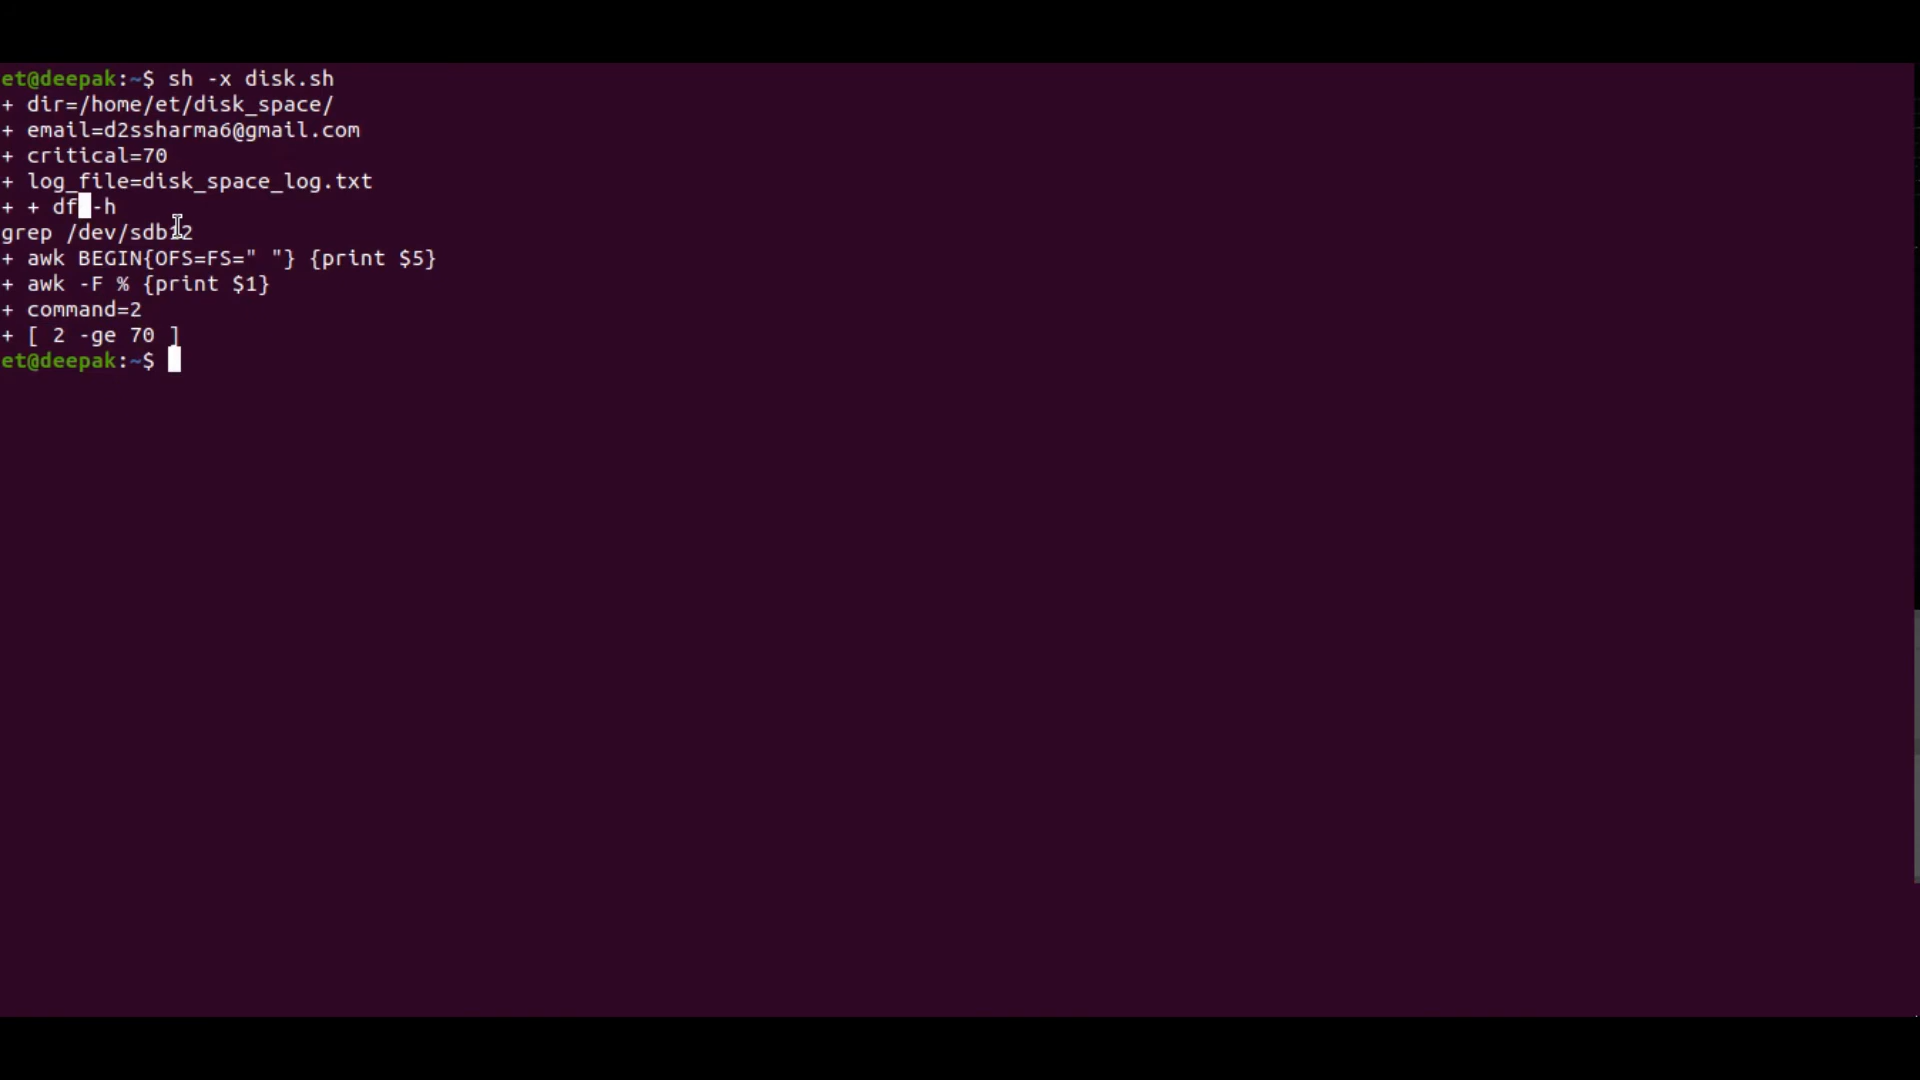 et@deepak:~$ sh -x disk.sh
+ dir=/home/et/disk_space/
+ email=d2ssharma6@gmail.com
+ critical=70
+ log_file=disk_space_log.txt
+ + df -h
grep /dev/sdb12
+ awk BEGIN{OFS=FS=" "} {print $5}
+ awk -F % {print $1}
+ command=2
+ [ 2 -ge 70 ]
et@deepak:~$